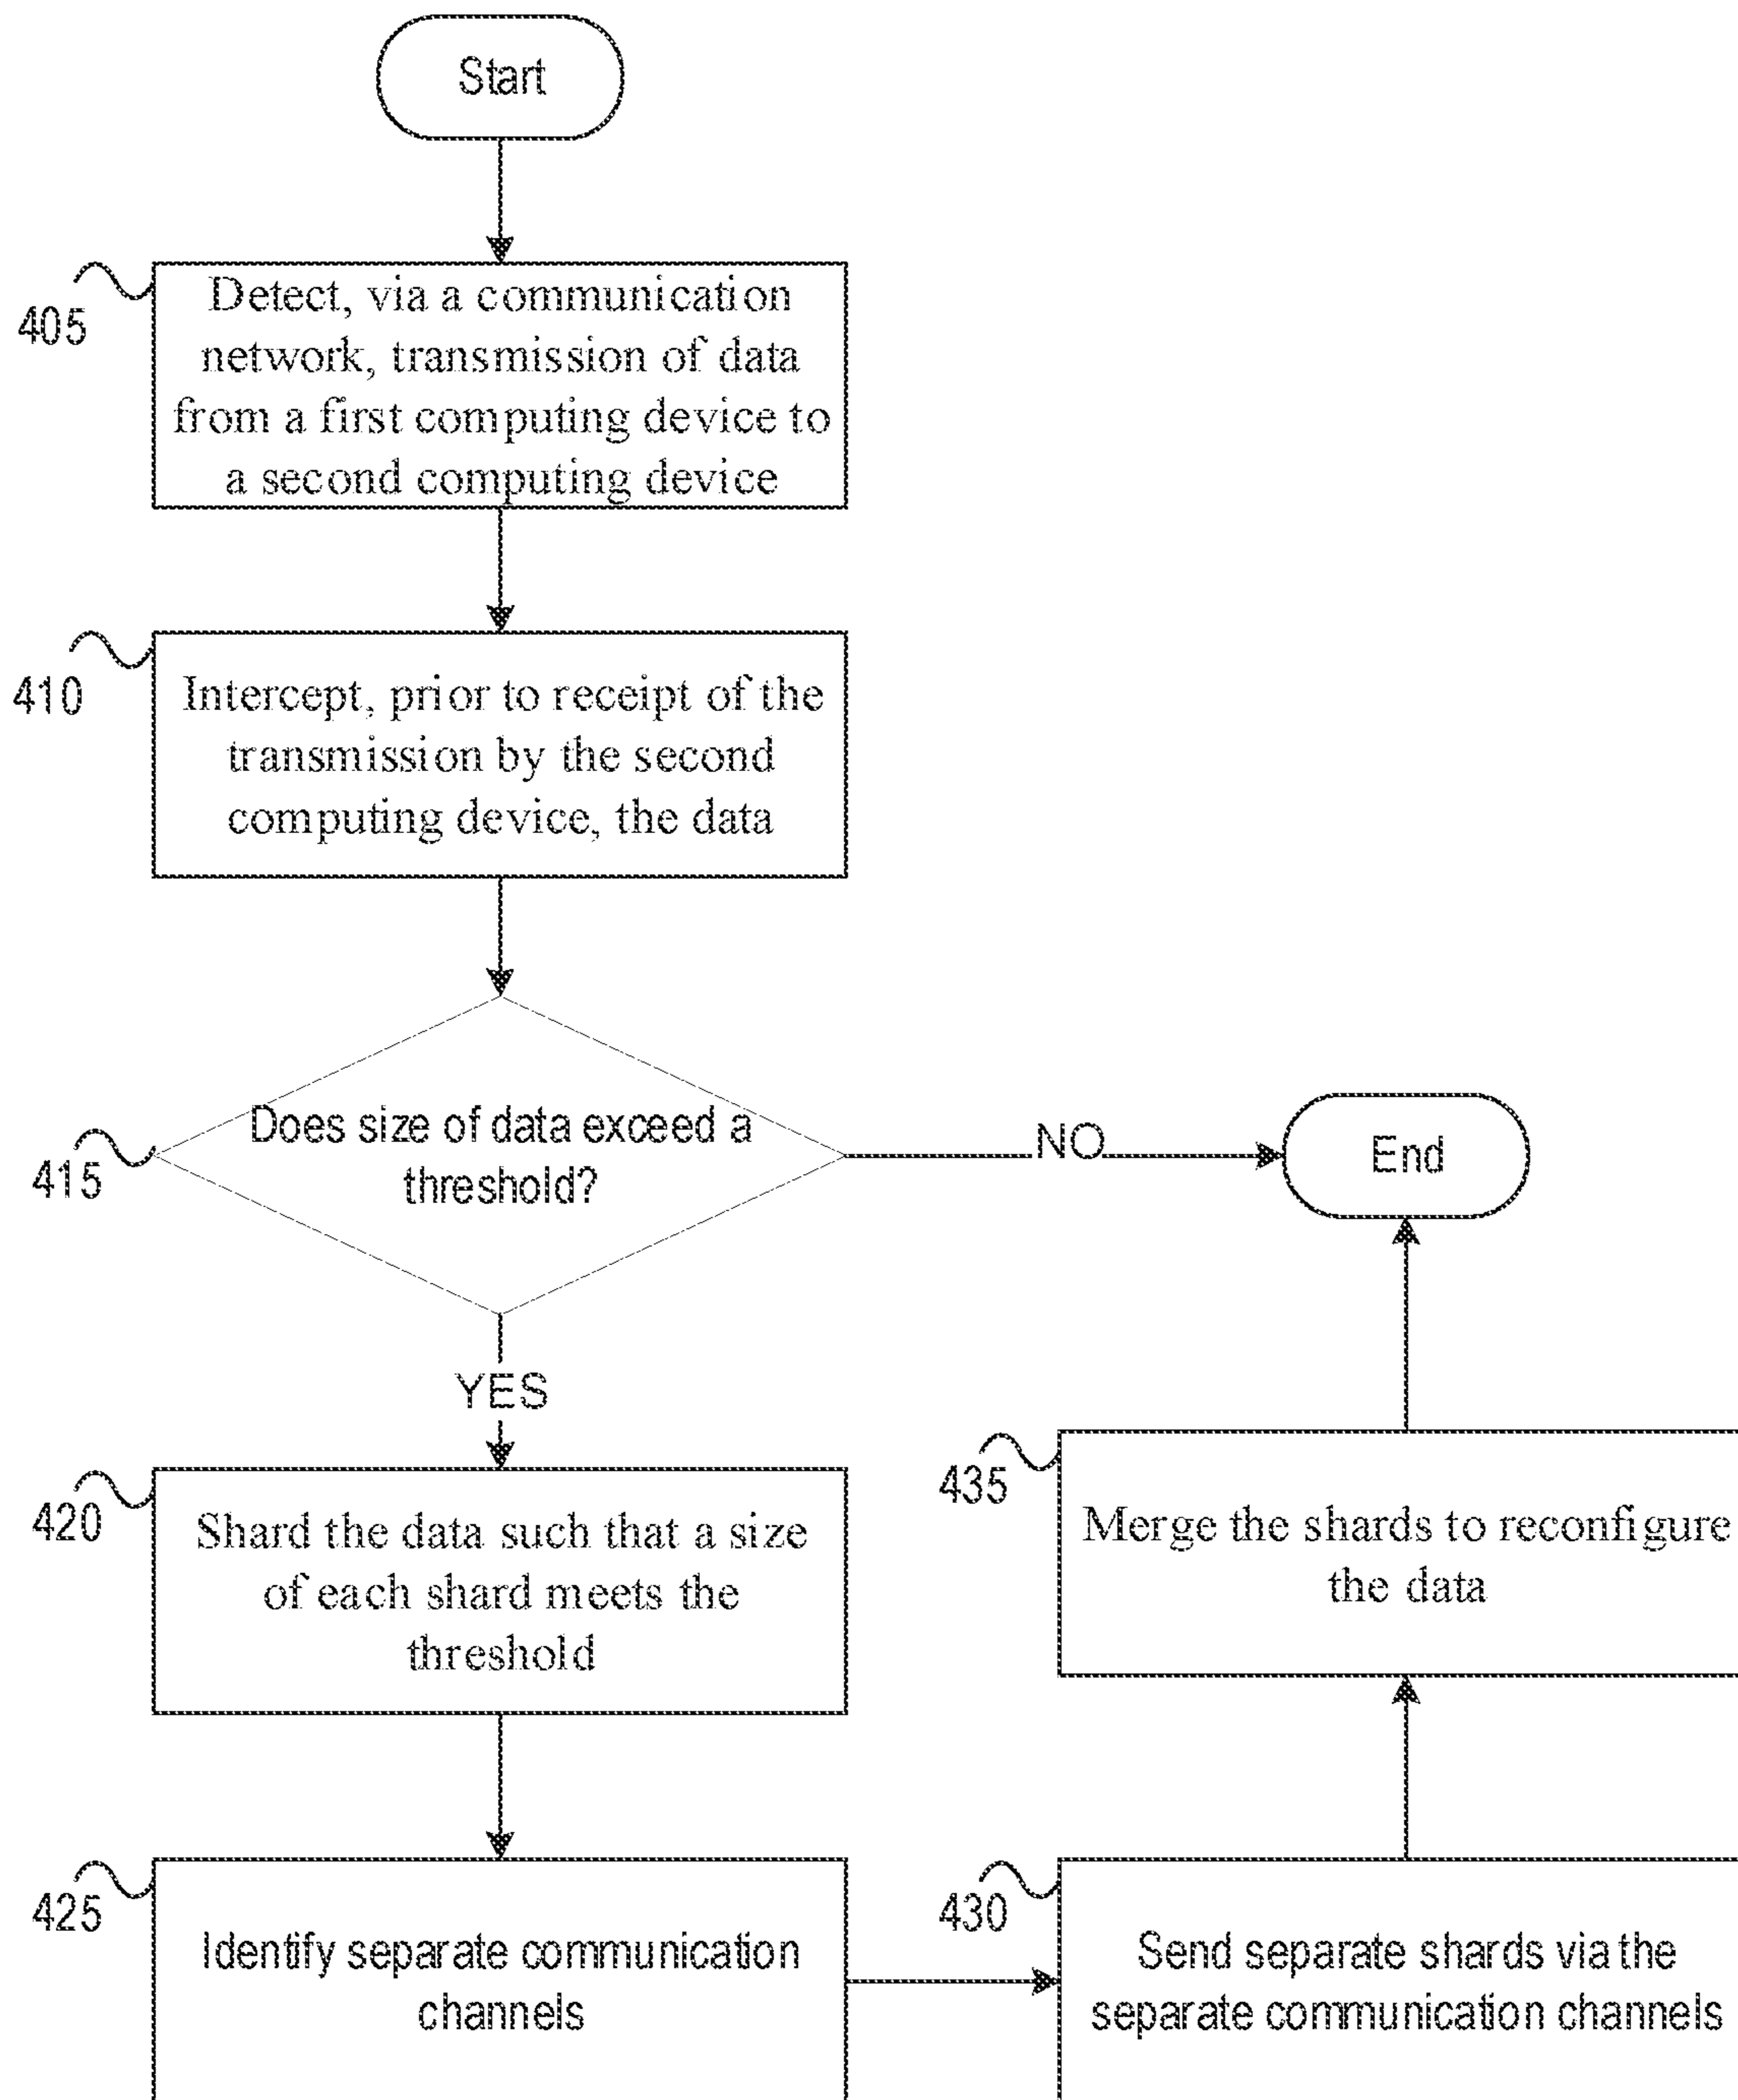 Start
405
Detect, via a communication
network, transmission of data
from a first computing device to
a second computing device
410
Intercept, prior to receipt of the
transmission by the second
computing device, the data
415
Does size of data exceed a
threshold?
NO
End
YES
420
Shard the data such that a size
of each shard meets the
threshold
425
Identify separate communication
channels
430
Send separate shards via the
separate communication channels
435
Merge the shards to reconfigure
the data